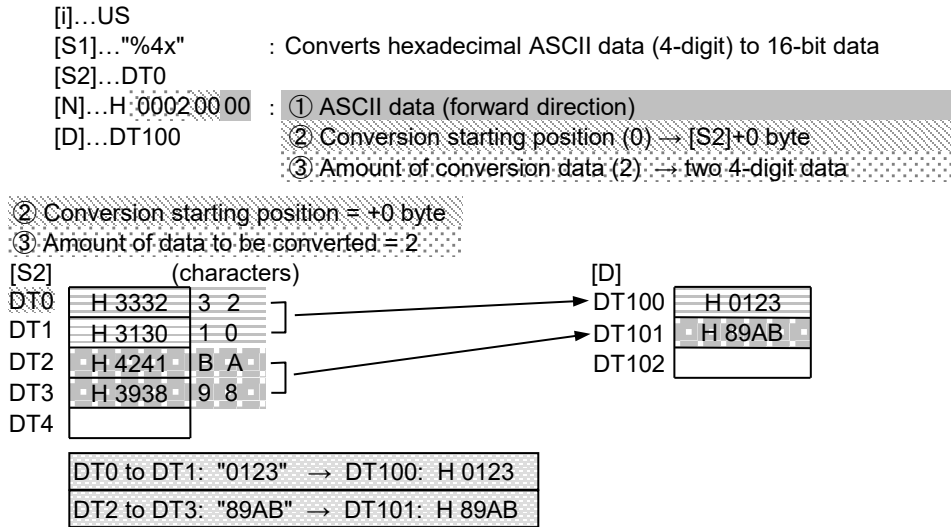 [i]…US
[S1]…"%4x" : Converts hexadecimal ASCII data (4-digit) to 16-bit data
[S2]…DT0
[N]…H 0002 00 00 : ① ASCII data (forward direction)
[D]…DT100 ② Conversion starting position (0) → [S2]+0 byte
③ Amount of conversion data (2) → two 4-digit data
② Conversion starting position = +0 byte
③ Amount of data to be converted = 2
[S2] (characters) [D]
DT0 H 3332 3 2 DT100 H 0123
DT1 H 3130 1 0 DT101 H 89AB
DT2 H 4241 B A DT102
DT3 H 3938 9 8
DT4
DT0 to DT1: "0123" → DT100: H 0123
DT2 to DT3: "89AB" → DT101: H 89AB